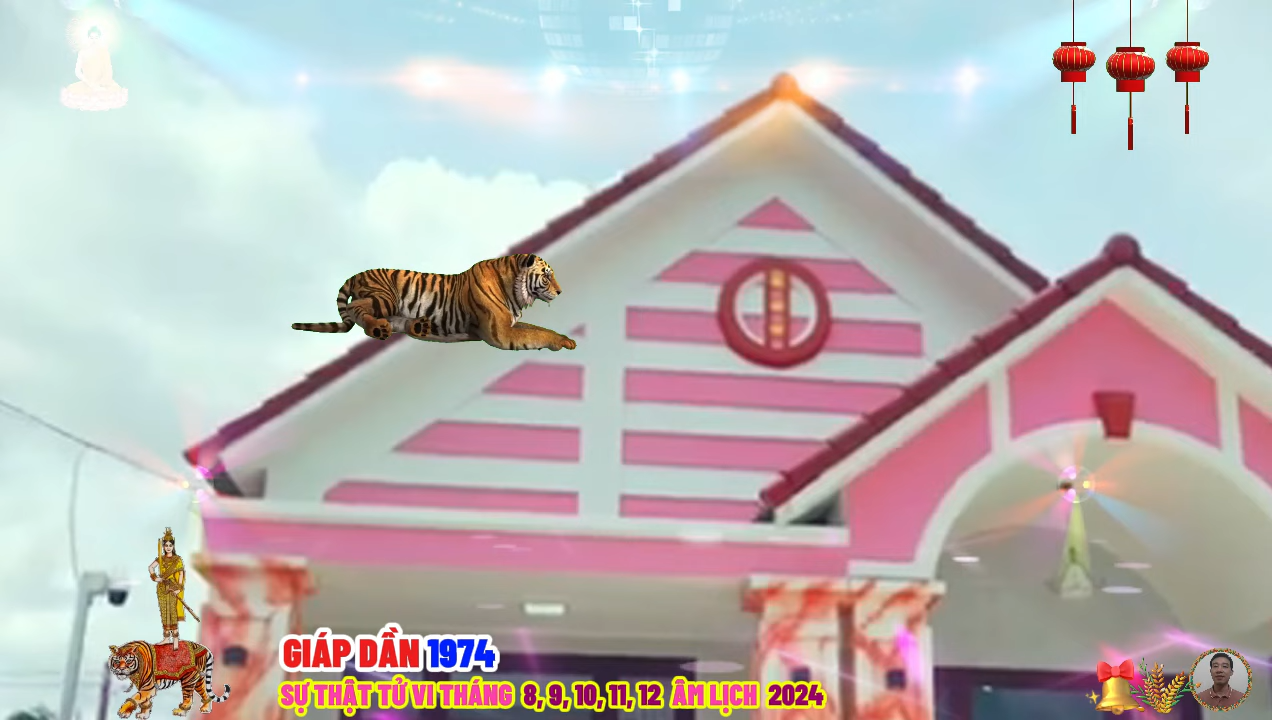 GIÁP DẦN 1974
SỰ THẬT TỬ VI THÁNG 8, 9, 10, 11, 12 ÂM LỊCH 2024